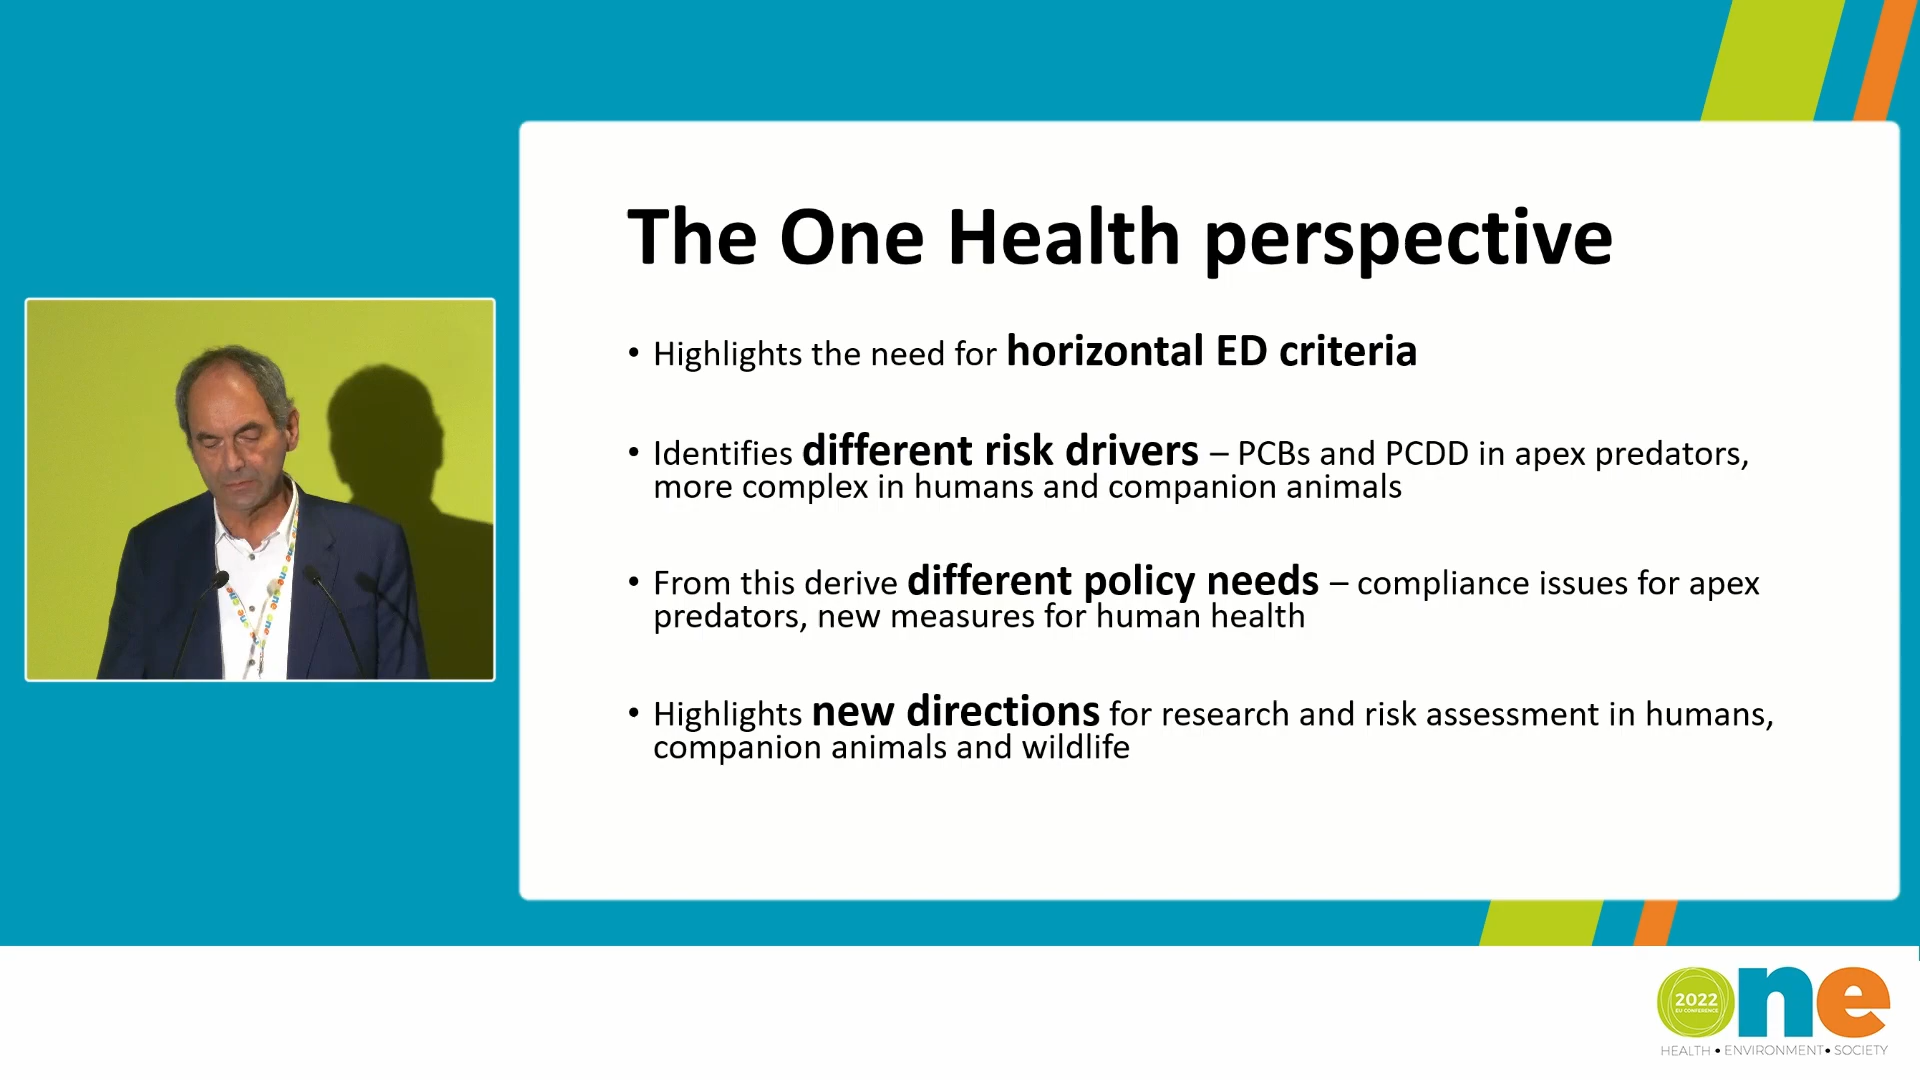 The One Health perspective
• Highlights the need for horizontal ED criteria
• Identifies different risk drivers – PCBs and PCDD in apex predators,
more complex in humans and companion animals
• From this derive different policy needs – compliance issues for apex
predators, new measures for human health
• Highlights new directions for research and risk assessment in humans,
companion animals and wildlife
one
2022
EU CONFERENCE
HEALTH • ENVIRONMENT • SOCIETY